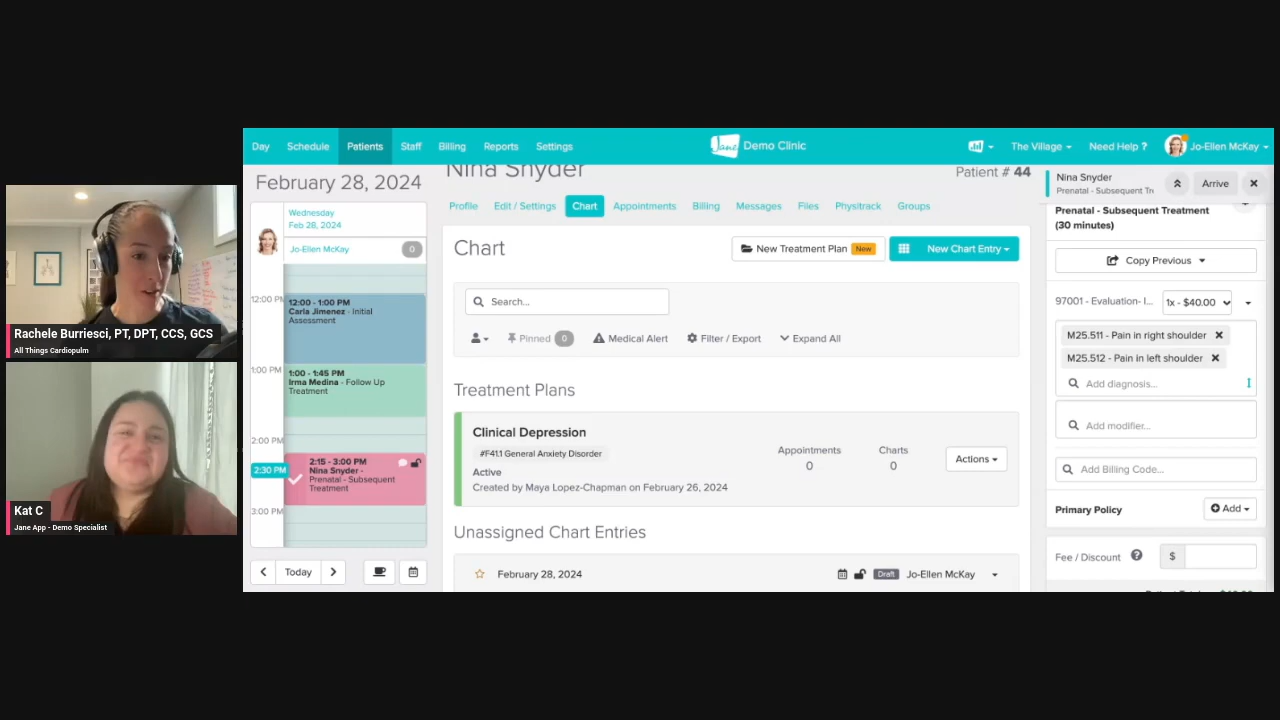 Rachele Burriesci, PT, DPT, CCS, GCS
All Things Cardiopulm
Kat C
Jane App - Demo Specialist
Day
Schedule
Patients
Staff
Billing
Reports
Settings
Jane
Demo Clinic
The Village
Need Help ?
Jo-Ellen McKay
February 28, 2024
Wednesday
Feb 28, 2024
Jo-Ellen McKay
0
12:00 PM
12:00 - 1:00 PM
Carla Jimenez - Initial
Assessment
1:00 PM
1:00 - 1:45 PM
Irma Medina - Follow Up
Treatment
2:00 PM
2:30 PM
2:15 - 3:00 PM
Nina Snyder -
Prenatal - Subsequent
Treatment
3:00 PM
Today
Nina Snyder
Patient # 44
Profile
Edit / Settings
Chart
Appointments
Billing
Messages
Files
Physitrack
Groups
Chart
New Treatment Plan New
New Chart Entry
Search...
Pinned 0
Medical Alert
Filter / Export
Expand All
Treatment Plans
Clinical Depression
#F41.1 General Anxiety Disorder
Active
Created by Maya Lopez-Chapman on February 26, 2024
Appointments
0
Charts
0
Actions
Unassigned Chart Entries
February 28, 2024
Draft
Jo-Ellen McKay
Nina Snyder
Prenatal - Subsequent Tn
Arrive
Prenatal - Subsequent Treatment
(30 minutes)
Copy Previous
97001 - Evaluation- I...
1x - $40.00
M25.511 - Pain in right shoulder
M25.512 - Pain in left shoulder
Add diagnosis...
Add modifier...
Add Billing Code...
Primary Policy
Add
Fee / Discount
$